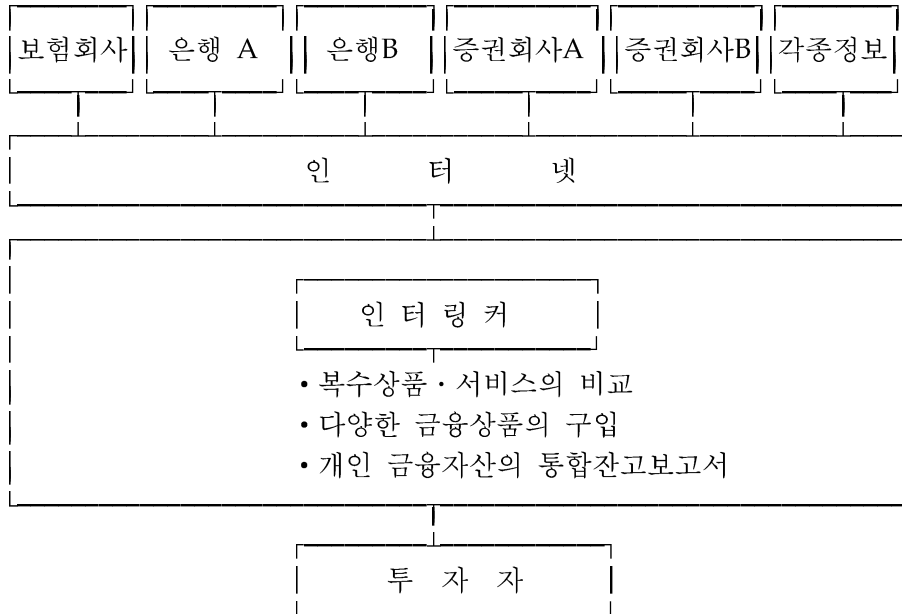 보험회사 은행 A 은행B 증권회사A 증권회사B 각종정보
인 터 넷
인 터 링 커
• 복수상품 · 서비스의 비교
• 다양한 금융상품의 구입
• 개인 금융자산의 통합잔고보고서
투 자 자